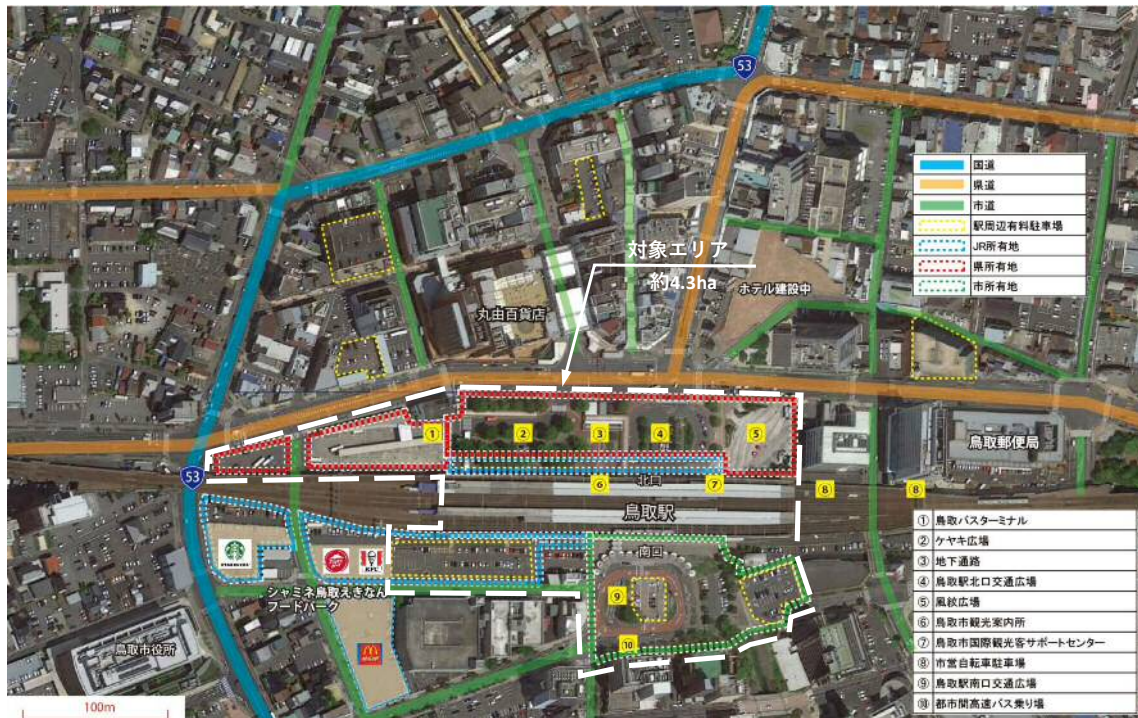 53
国道
県道
市道
駅周辺有料駐車場
JR所有地
県所有地
市所有地
対象エリア
約4.3ha
ホテル建設中
丸由百貨店
①
②
③
④
⑤
鳥取郵便局
53
北口
⑥
⑦
⑧
⑧
鳥取駅
南口
STARBUCKS
KFC
シャミネ鳥取えきなん
フードパーク
⑨
⑩
鳥取市役所
100m
① 鳥取バスターミナル
② ケヤキ広場
③ 地下通路
④ 鳥取駅北口交通広場
⑤ 風紋広場
⑥ 鳥取市観光案内所
⑦ 鳥取市国際観光客サポートセンター
⑧ 市営自転車駐車場
⑨ 鳥取駅南口交通広場
⑩ 都市間高速バス乗り場